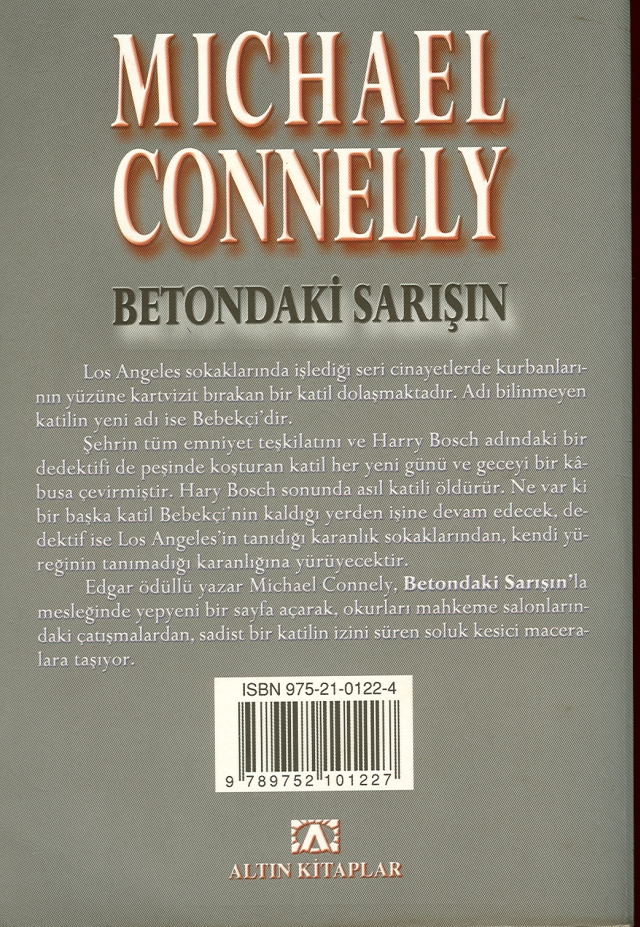 MICHAEL
CONNELLY
BETONDAKİ SARIŞIN
Los Angeles sokaklarında işlediği seri cinayetlerde kurbanları-
nın yüzüne kartvizit bırakan bir katil dolaşmaktadır. Adı bilinmeyen
katilin yeni adı ise Bebekçi'dir.
Şehrin tüm emniyet teşkilatını ve Harry Bosch adındaki bir
dedektifi de peşinde koşturan katil her yeni günü ve geceyi bir kâ-
busa çevirmiştir. Hary Bosch sonunda asıl katili öldürür. Ne var ki
bir başka katil Bebekçi'nin kaldığı yerden işine devam edecek, de-
dektif ise Los Angeles'in tanıdığı karanlık sokaklarından, kendi yü-
reğinin tanımadığı karanlığına yürüyecektir.
Edgar ödüllü yazar Michael Connely, Betondaki Sarışın'la
mesleğinde yepyeni bir sayfa açarak, okurları mahkeme salonların-
daki çatışmalardan, sadist bir katilin izini süren soluk kesici macera-
lara taşıyor.
ISBN 975-21-0122-4
9 789752 101227
ALTIN KİTAPLAR